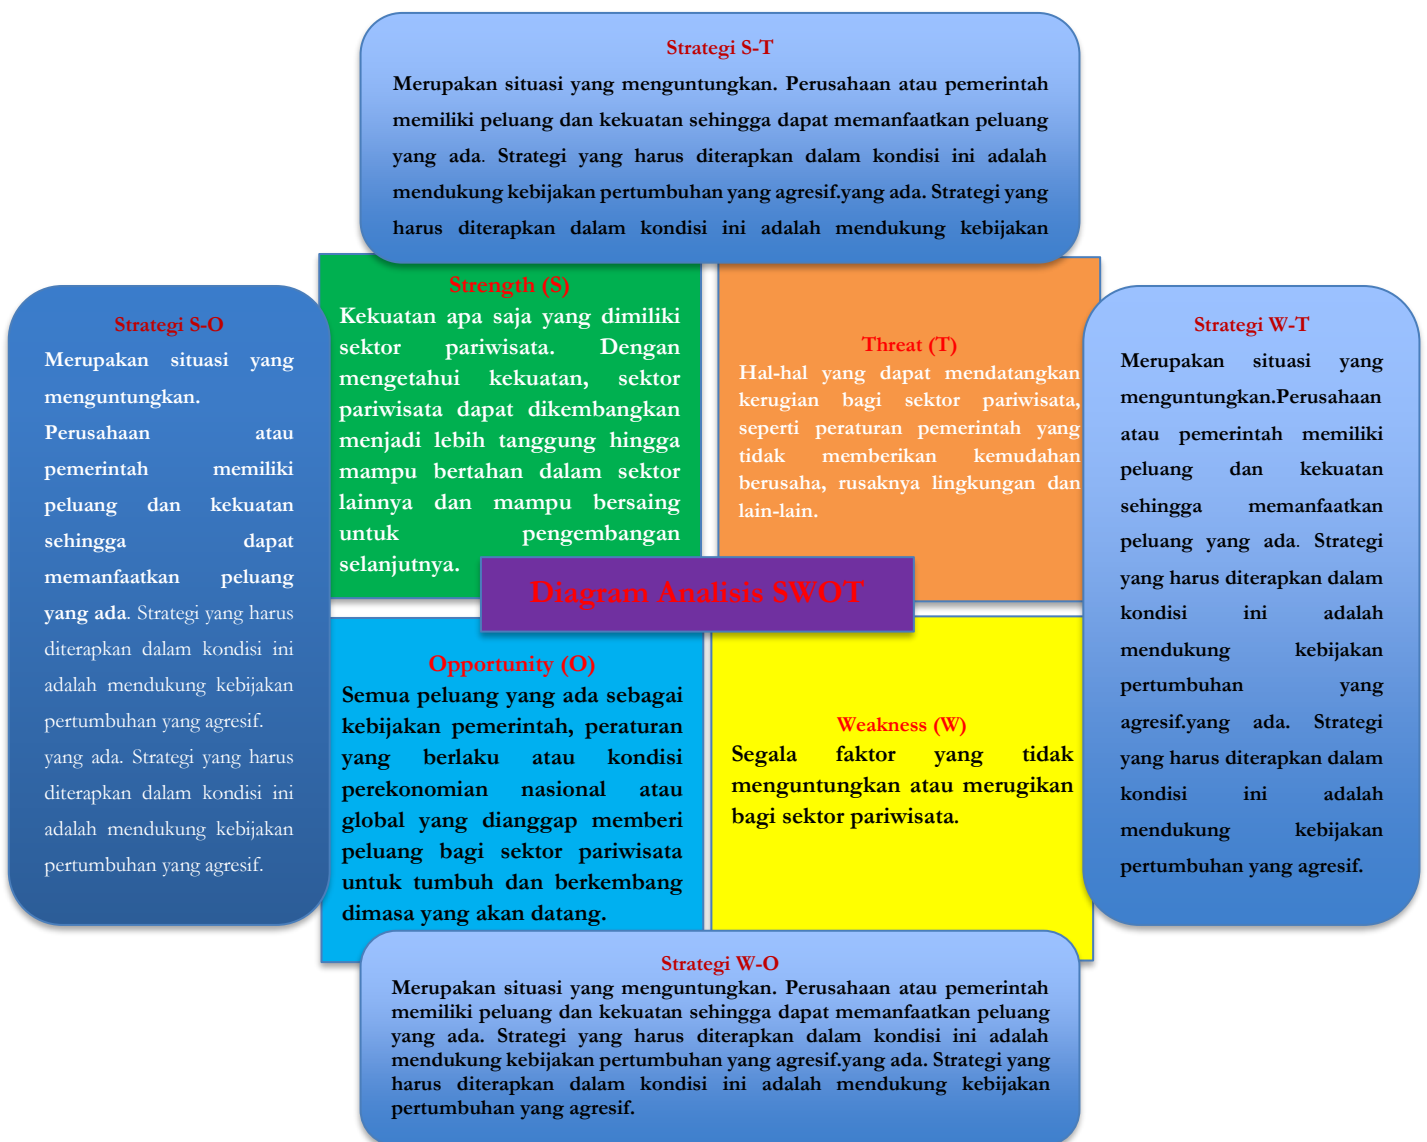 Strategi S-T
Merupakan situasi yang menguntungkan. Perusahaan atau pemerintah
memiliki peluang dan kekuatan sehingga dapat memanfaatkan peluang
yang ada. Strategi yang harus diterapkan dalam kondisi ini adalah
mendukung kebijakan pertumbuhan yang agresif.yang ada. Strategi yang
harus diterapkan dalam kondisi ini adalah mendukung kebijakan
Strategi S-O
Merupakan situasi yang
menguntungkan.
Perusahaan atau
pemerintah memiliki
peluang dan kekuatan
sehingga dapat
memanfaatkan peluang
yang ada. Strategi yang harus
diterapkan dalam kondisi ini
adalah mendukung kebijakan
pertumbuhan yang agresif.
yang ada. Strategi yang harus
diterapkan dalam kondisi ini
adalah mendukung kebijakan
pertumbuhan yang agresif.
Strength (S)
Kekuatan apa saja yang dimiliki
sektor pariwisata. Dengan
mengetahui kekuatan, sektor
pariwisata dapat dikembangkan
menjadi lebih tanggung hingga
mampu bertahan dalam sektor
lainnya dan mampu bersaing
untuk pengembangan
selanjutnya.
Threat (T)
Hal-hal yang dapat mendatangkan
kerugian bagi sektor pariwisata,
seperti peraturan pemerintah yang
tidak memberikan kemudahan
berusaha, rusaknya lingkungan dan
lain-lain.
Diagram Analisis SWOT
Opportunity (O)
Semua peluang yang ada sebagai
kebijakan pemerintah, peraturan
yang berlaku atau kondisi
perekonomian nasional atau
global yang dianggap memberi
peluang bagi sektor pariwisata
untuk tumbuh dan berkembang
dimasa yang akan datang.
Weakness (W)
Segala faktor yang tidak
menguntungkan atau merugikan
bagi sektor pariwisata.
Strategi W-T
Merupakan situasi yang
menguntungkan.Perusahaan
atau pemerintah memiliki
peluang dan kekuatan
sehingga memanfaatkan
peluang yang ada. Strategi
yang harus diterapkan dalam
kondisi ini adalah
mendukung kebijakan
pertumbuhan yang
agresif.yang ada. Strategi
yang harus diterapkan dalam
kondisi ini adalah
mendukung kebijakan
pertumbuhan yang agresif.
Strategi W-O
Merupakan situasi yang menguntungkan. Perusahaan atau pemerintah
memiliki peluang dan kekuatan sehingga dapat memanfaatkan peluang
yang ada. Strategi yang harus diterapkan dalam kondisi ini adalah
mendukung kebijakan pertumbuhan yang agresif.yang ada. Strategi yang
harus diterapkan dalam kondisi ini adalah mendukung kebijakan
pertumbuhan yang agresif.